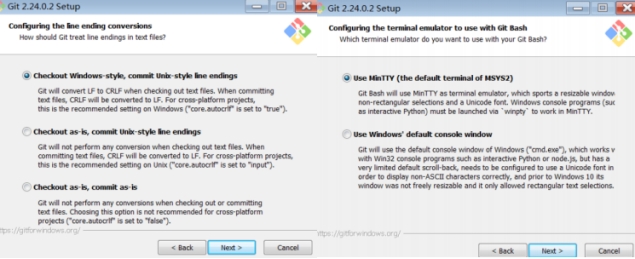 Git 2.24.0.2 Setup
Configuring the line ending conversions
How should Git treat line endings in text files?
Checkout Windows-style, commit Unix-style line endings
Git will convert LF to CRLF when checking out text files. When committing
text files, CRLF will be converted to LF. For cross-platform projects,
this is the recommended setting on Windows ("core.autocrlf" is set to "true").
Checkout as-is, commit Unix-style line endings
Git will not perform any conversion when checking out text files. When
committing text files, CRLF will be converted to LF. For cross-platform projects,
this is the recommended setting on Unix ("core.autocrlf" is set to "input").
Checkout as-is, commit as-is
Git will not perform any conversions when checking out or committing
text files. Choosing this option is not recommended for cross-platform
projects ("core.autocrlf" is set to "false").
ttps://gitforwindows.org/
< Back
Next >
Cancel
Git 2.24.0.2 Setup
Configuring the terminal emulator to use with Git Bash
Which terminal emulator do you want to use with your Git Bash?
Use MinTTY (the default terminal of MSYS2)
Git Bash will use MinTTY as terminal emulator, which sports a resizable window
non-rectangular selections and a Unicode font. Windows console programs (suc
as interactive Python) must be launched via `winpty` to work in MinTTY.
Use Windows' default console window
Git will use the default console window of Windows ("cmd.exe"), which works v
with Win32 console programs such as interactive Python or node.js, but has a
very limited default scroll-back, needs to be configured to use a Unicode font in
order to display non-ASCII characters correctly, and prior to Windows 10 its
window was not freely resizable and it only allowed rectangular text selections.
ttps://gitforwindows.org/
< Back
Next >
Cancel